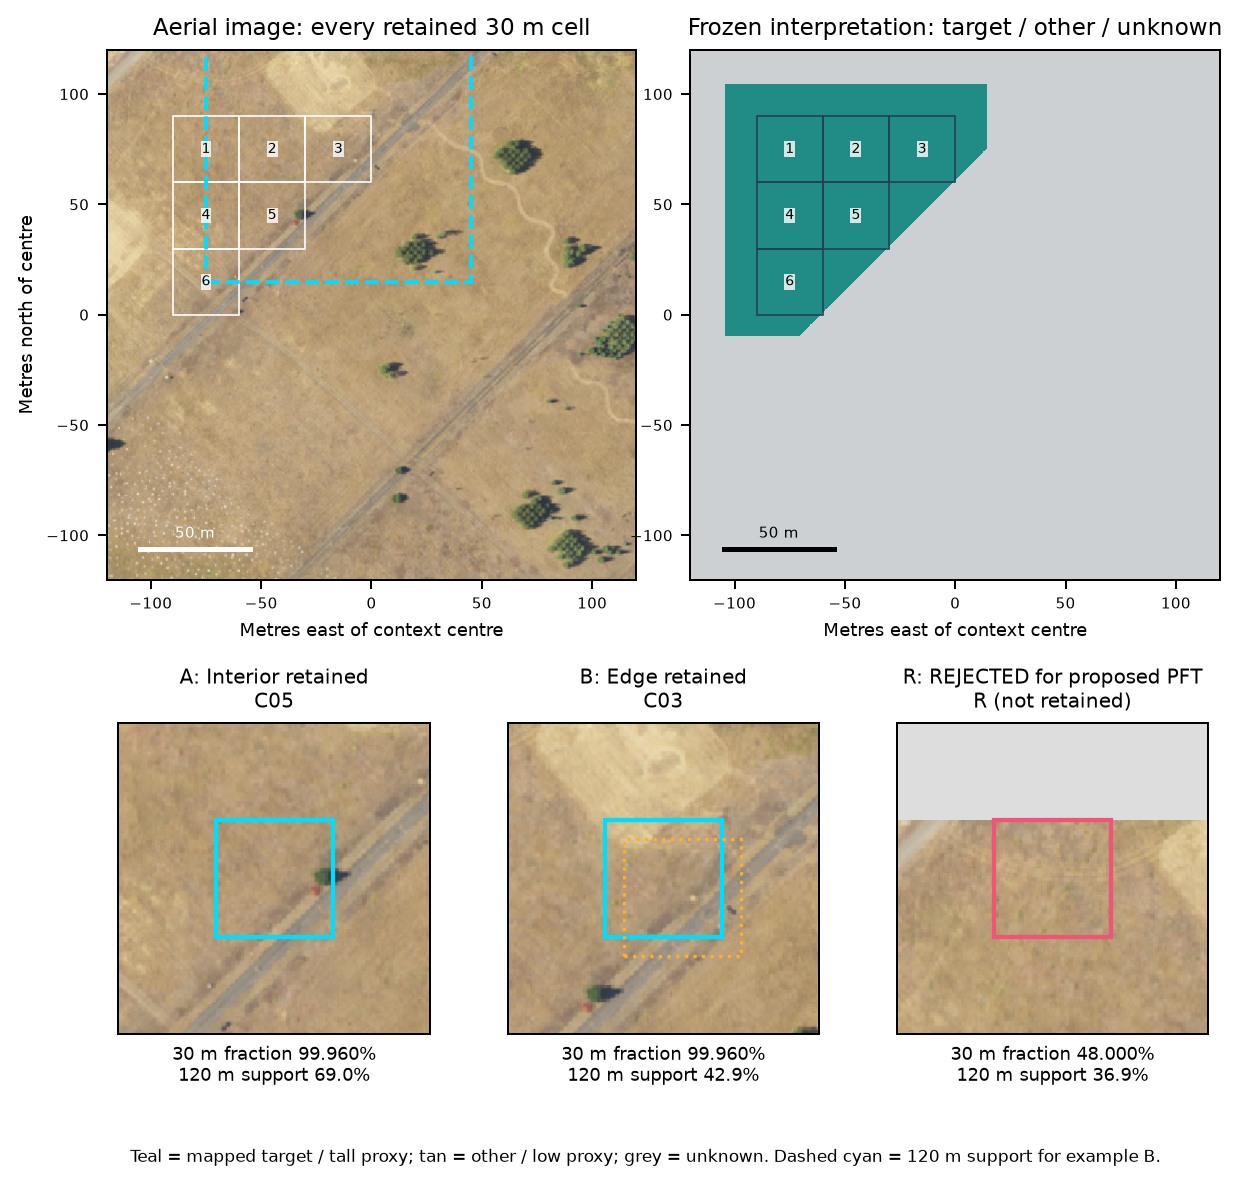 Aerial image: every retained 30 m cell
Frozen interpretation: target / other / unknown
Metres north of centre
100
50
0
−50
−100
1
2
3
4
5
6
50 m
−100
−50
0
50
100
Metres east of context centre
100
50
0
−50
−100
1
2
3
4
5
6
50 m
−100
−50
0
50
100
Metres east of context centre
A: Interior retained
C05
30 m fraction 99.960%
120 m support 69.0%
B: Edge retained
C03
30 m fraction 99.960%
120 m support 42.9%
R: REJECTED for proposed PFT
R (not retained)
30 m fraction 48.000%
120 m support 36.9%
Teal = mapped target / tall proxy; tan = other / low proxy; grey = unknown. Dashed cyan = 120 m support for example B.